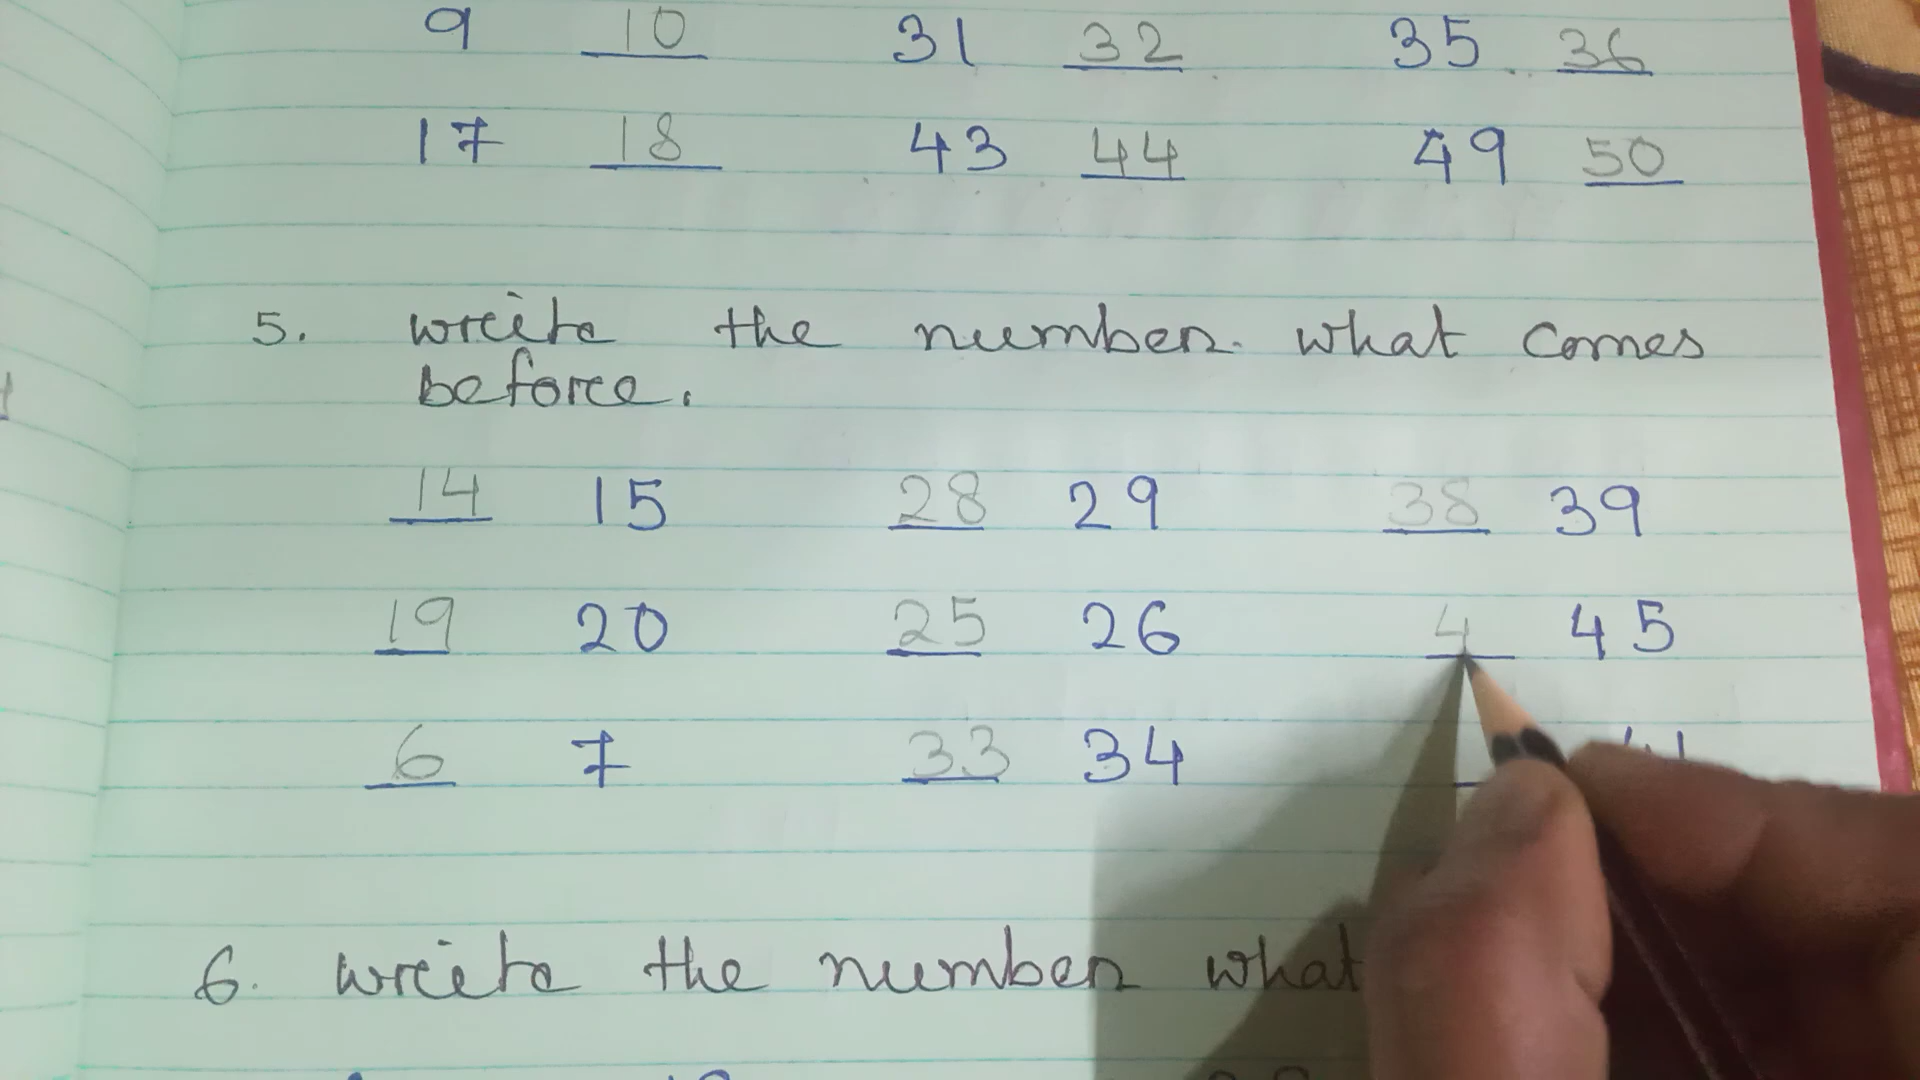 9 10 31 32 35 36
17 18 43 44 49 50
5. write the number what comes
before.
14 15 28 29 38 39
19 20 25 26 4 45
6 7 33 34
6. write the number what